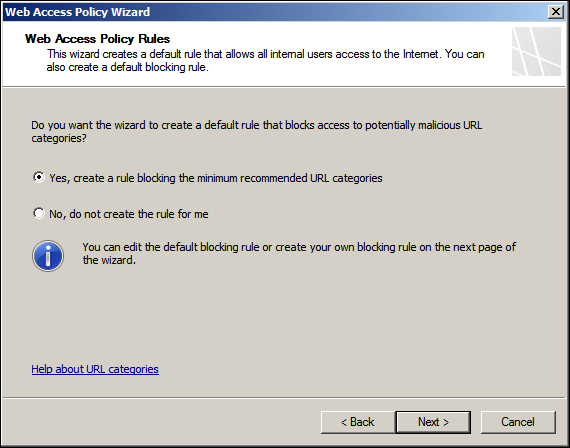 Web Access Policy Wizard
Web Access Policy Rules
This wizard creates a default rule that allows all internal users access to the Internet. You can
also create a default blocking rule.
Do you want the wizard to create a default rule that blocks access to potentially malicious URL
categories?
Yes, create a rule blocking the minimum recommended URL categories
No, do not create the rule for me
You can edit the default blocking rule or create your own blocking rule on the next page of
the wizard.
Help about URL categories
< Back
Next >
Cancel